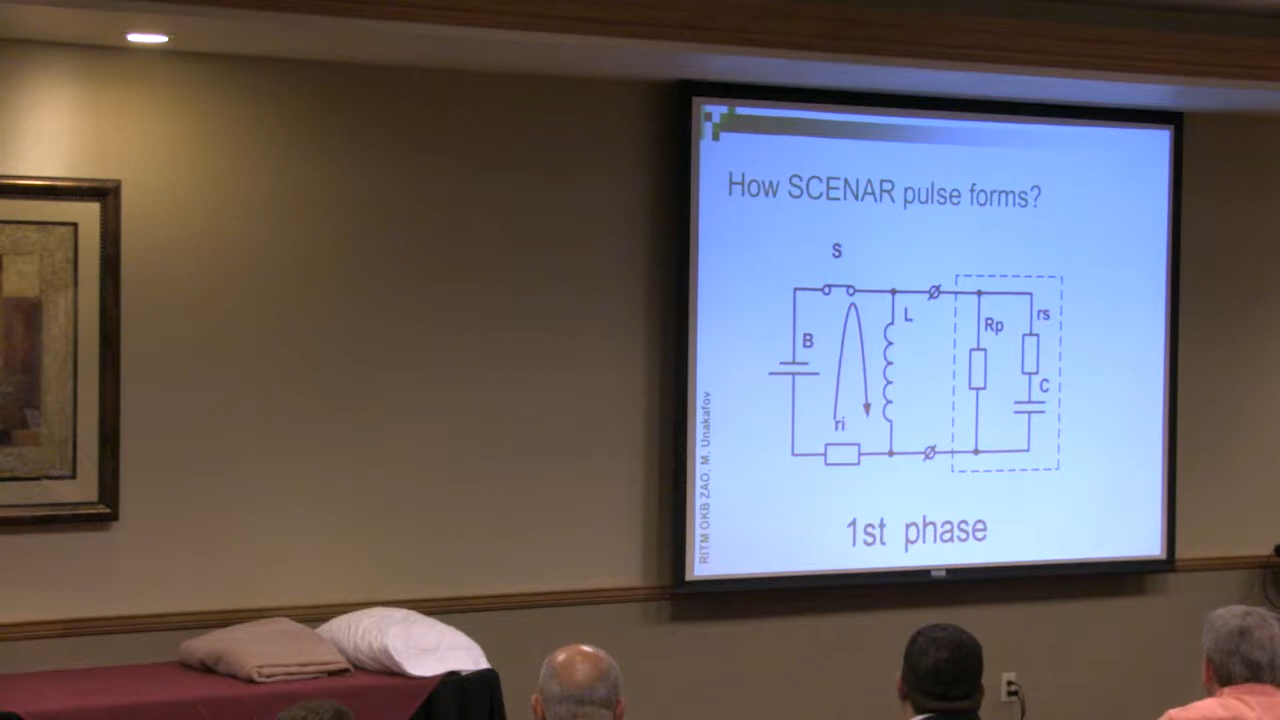 How SCENAR pulse forms?
S
L
B
Rp
rs
C
ri
1st phase
RITM OKB ZAO, M. Unakafov